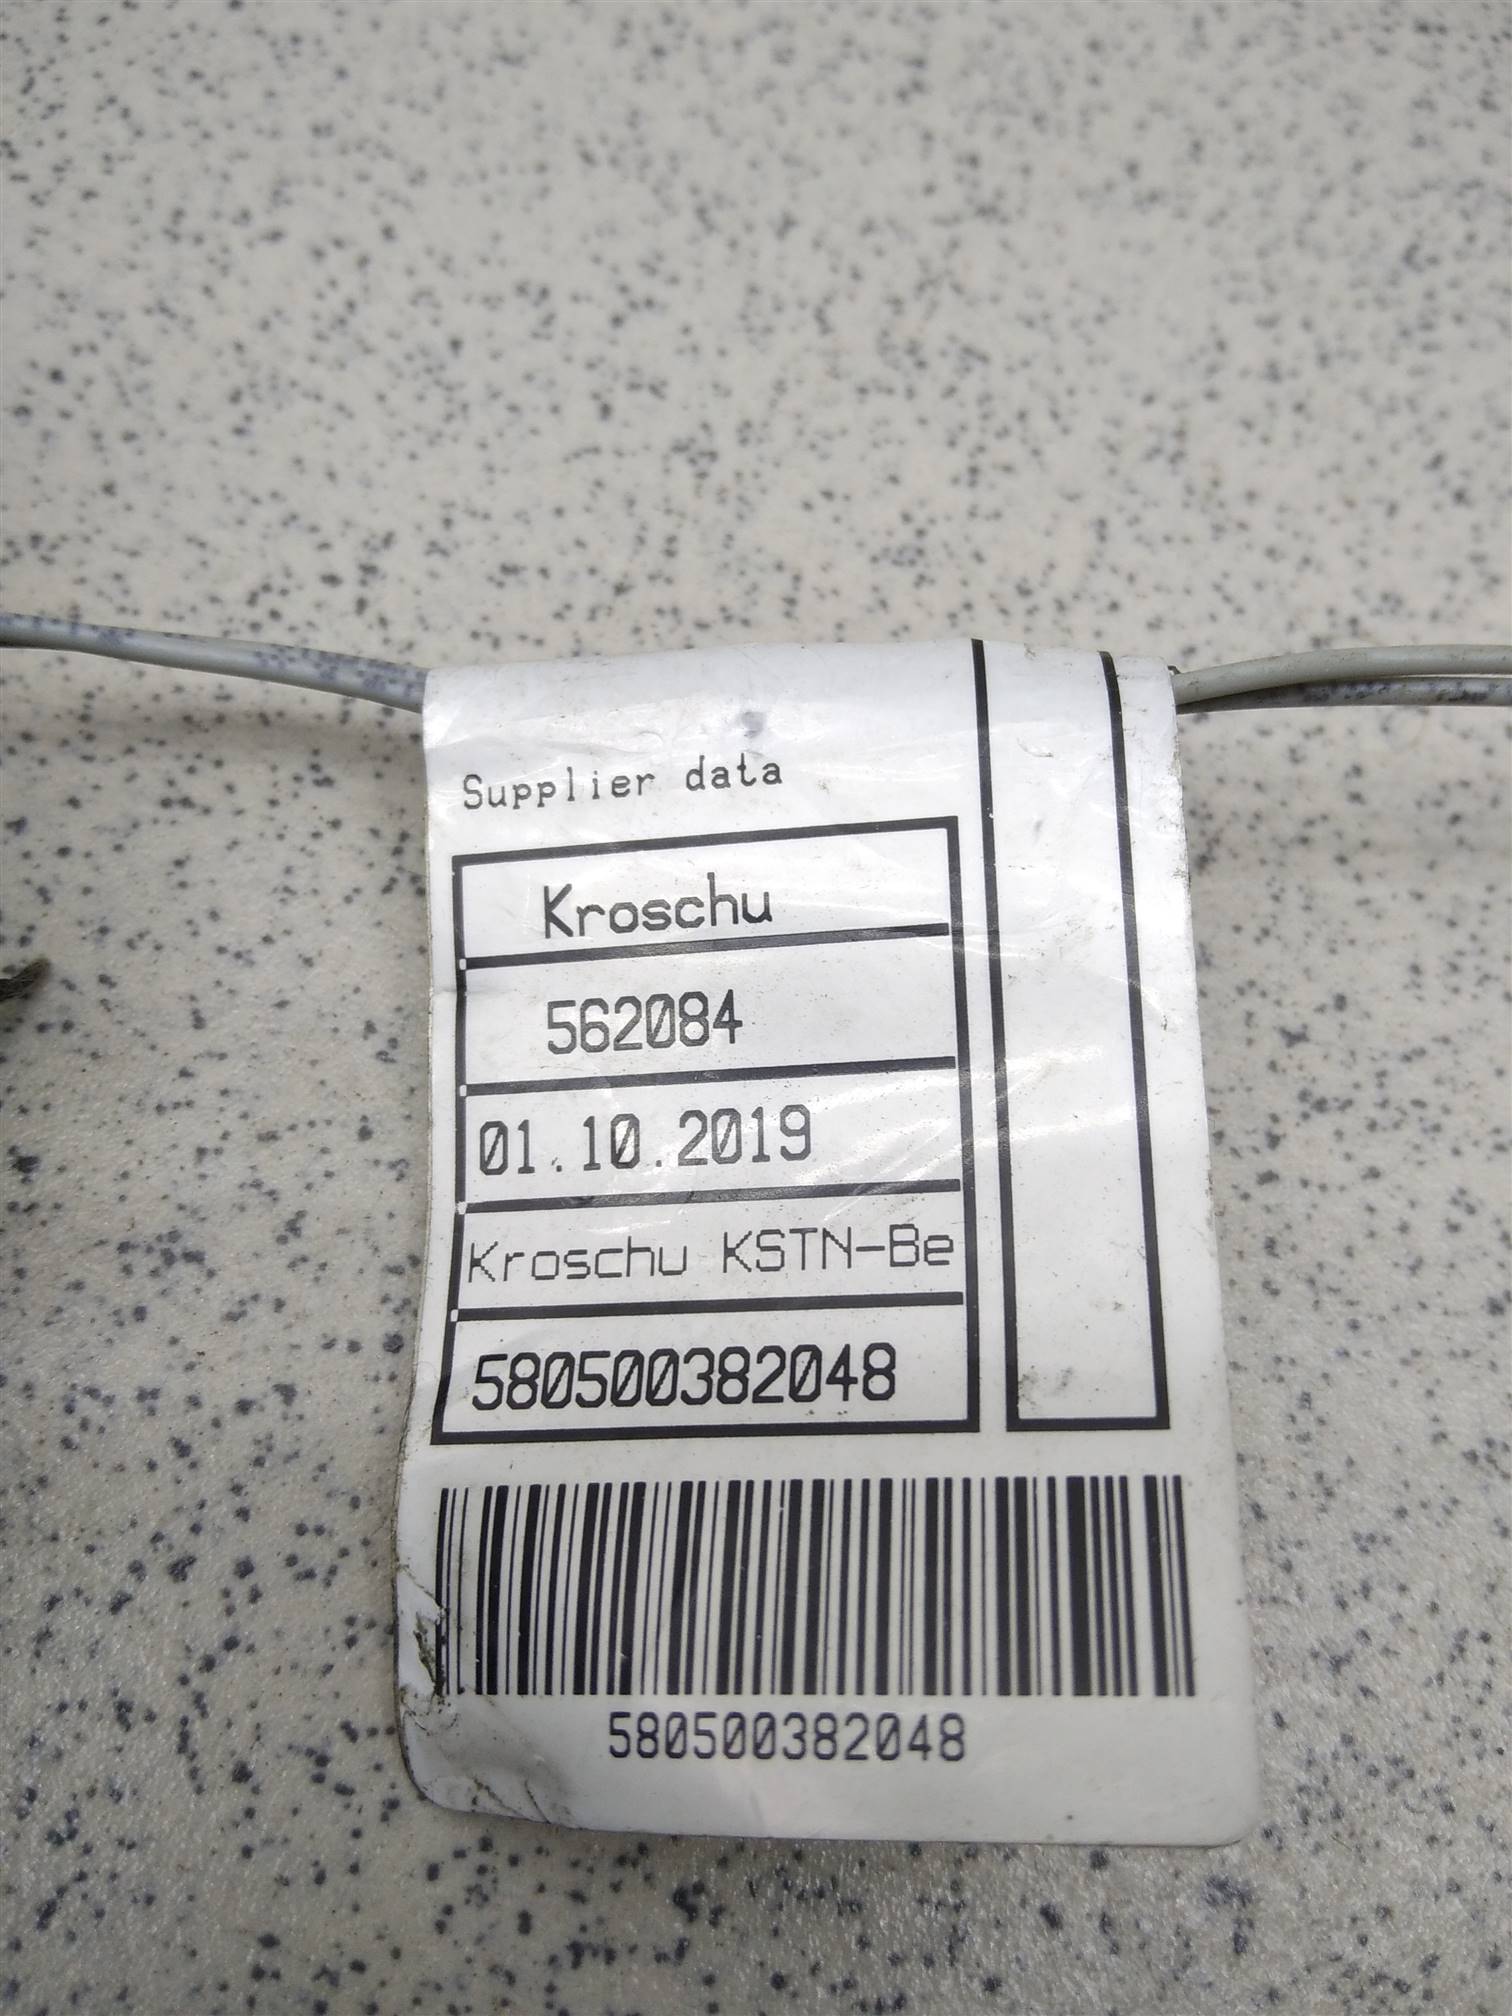 Supplier data
Kroschu
562084
01.10.2019
Kroschu KSTN-Be
580500382048
580500382048